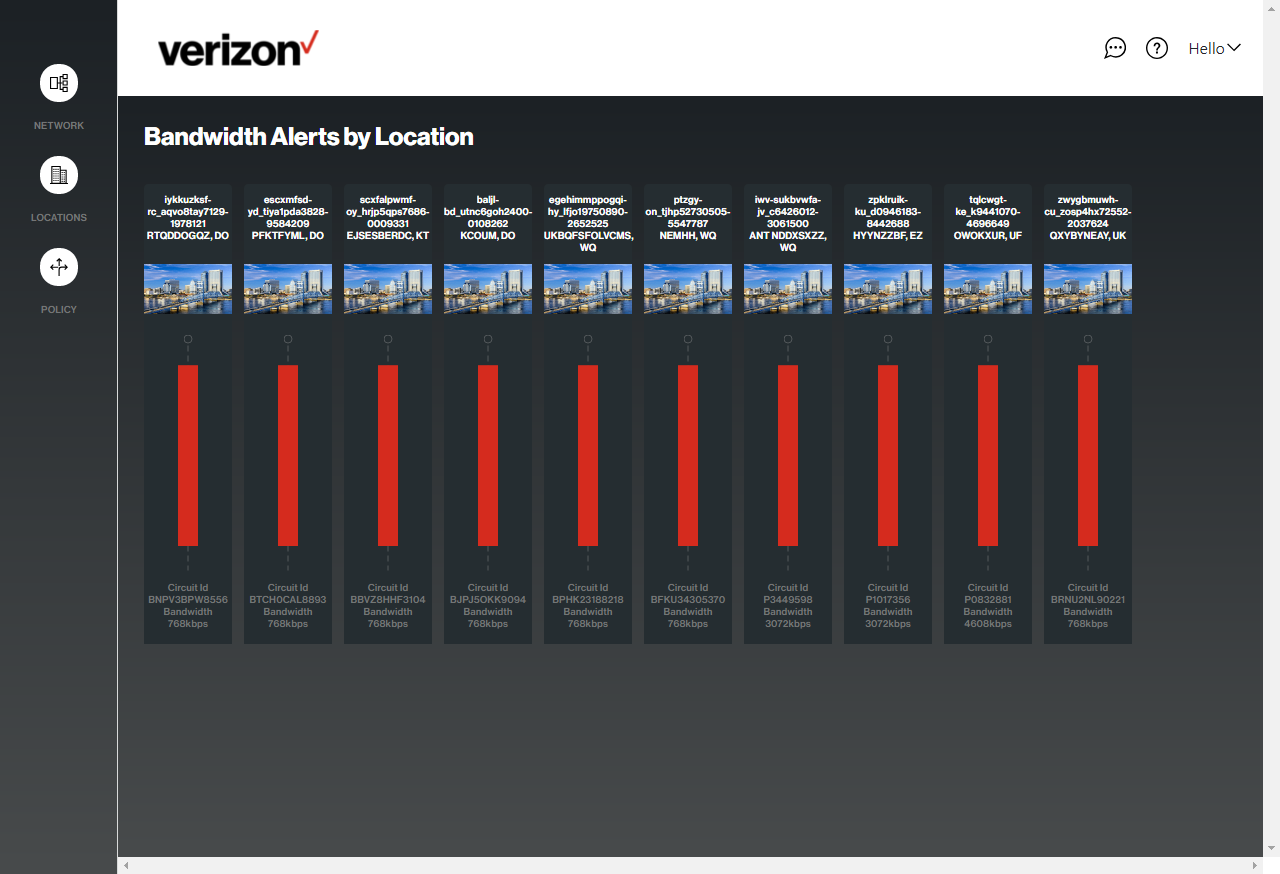 verizon
Hello
NETWORK
LOCATIONS
POLICY
Bandwidth Alerts by Location
iykkuzksf-
rc_aqvo8tay7129-
1978121
RTQDDOGQZ, DO
Circuit Id
BNPV3BPW8556
Bandwidth
768kbps
escxmfsd-
yd_tiya1pda3828-
9584209
PFKTFYML, DO
Circuit Id
BTCH0CAL8893
Bandwidth
768kbps
scxfalpwmf-
oy_hrjp5qps7686-
0009331
EJSESBERDC, KT
Circuit Id
BBVZ8HHF3104
Bandwidth
768kbps
baljl-
bd_utnc6goh2400-
0108262
KCOUM, DO
Circuit Id
BJPJ5OKK9094
Bandwidth
768kbps
egehimmppogqi-
hy_lfjo19750890-
2652525
UKBQFSFOLVCMS,
WQ
Circuit Id
BPHK23188218
Bandwidth
768kbps
ptzgy-
on_tjhp52730505-
5547787
NEMHH, WQ
Circuit Id
BFKU34305370
Bandwidth
768kbps
iwv-sukbvwfa-
jv_c6426012-
3061500
ANT NDDXSXZZ,
WQ
Circuit Id
P3449598
Bandwidth
3072kbps
zpklruik-
ku_d0946183-
8442688
HYYNZZBF, EZ
Circuit Id
P1017356
Bandwidth
3072kbps
tqlcwgt-
ke_k9441070-
4696649
OWOKXUR, UF
Circuit Id
P0832881
Bandwidth
4608kbps
zwygbmuwh-
cu_zosp4hx72552-
2037624
QXYBYNEAY, UK
Circuit Id
BRNU2NL90221
Bandwidth
768kbps